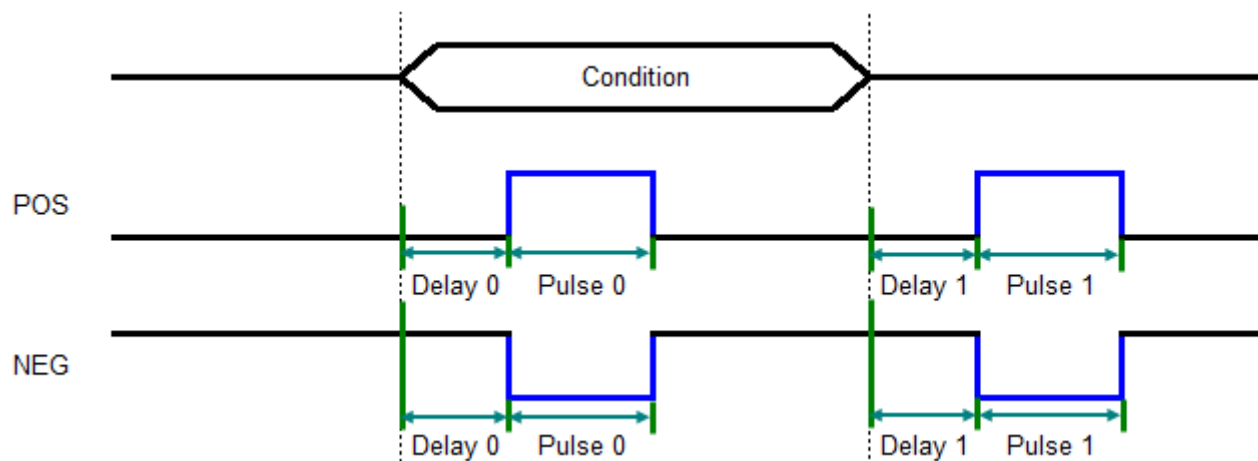 Condition
POS
Delay 0 Pulse 0 Delay 1 Pulse 1
NEG
Delay 0 Pulse 0 Delay 1 Pulse 1